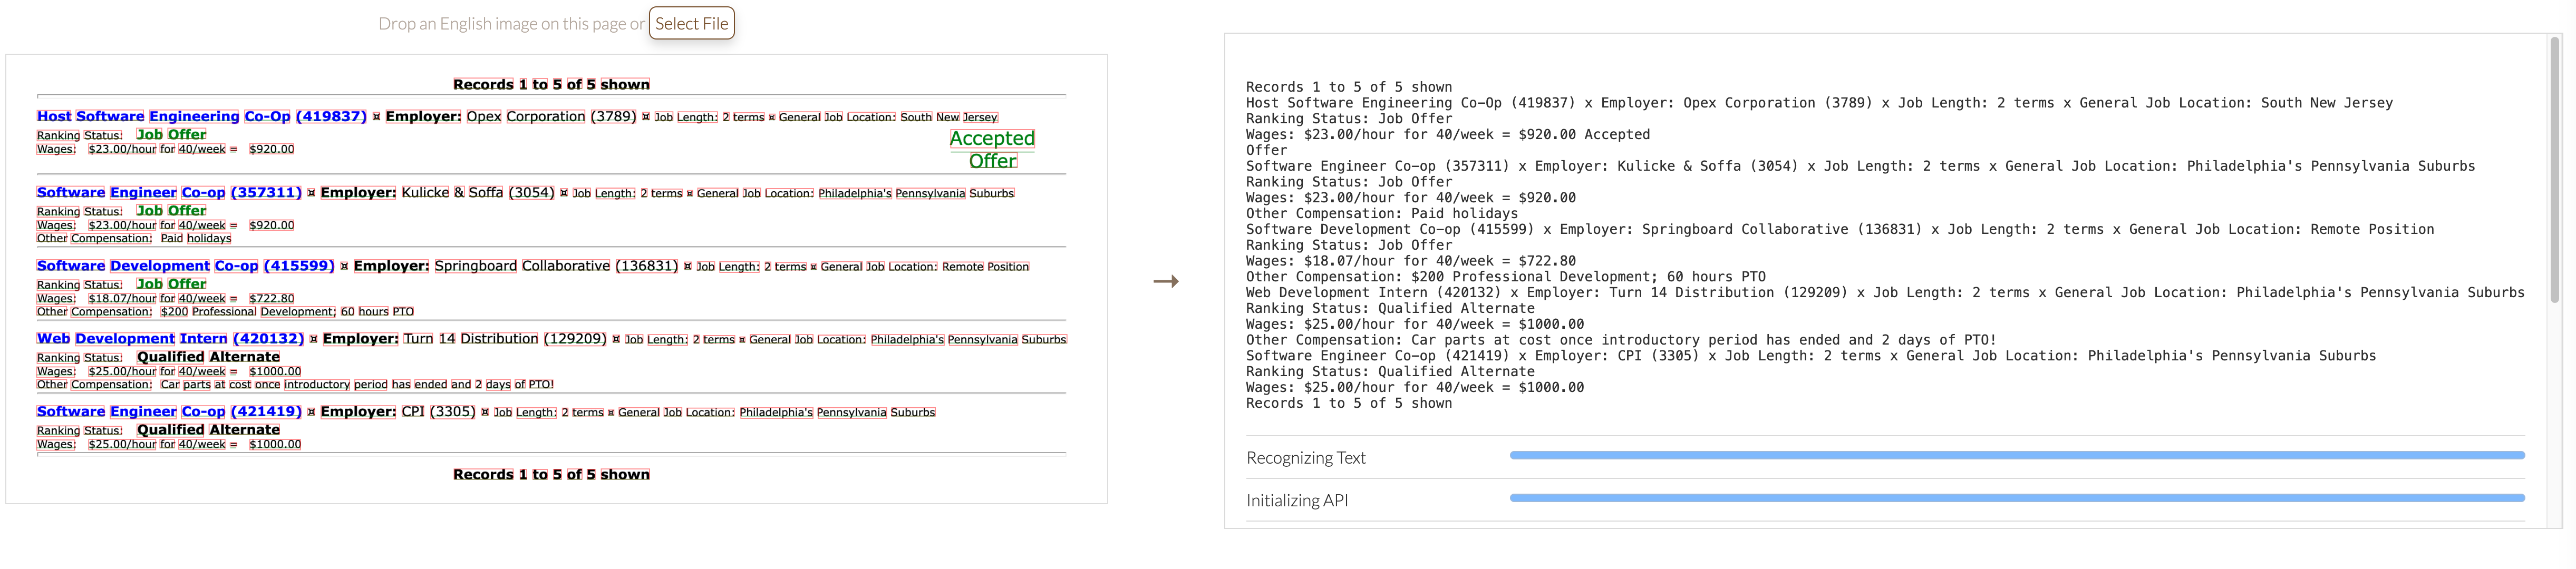 Drop an English image on this page or Select File
Records 1 to 5 of 5 shown
Host Software Engineering Co-Op (419837) ¤ Employer: Opex Corporation (3789) ¤ Job Length: 2 terms ¤ General Job Location: South New Jersey
Ranking Status: Job Offer
Wages: $23.00/hour for 40/week = $920.00
Accepted
Offer
Software Engineer Co-op (357311) ¤ Employer: Kulicke & Soffa (3054) ¤ Job Length: 2 terms ¤ General Job Location: Philadelphia's Pennsylvania Suburbs
Ranking Status: Job Offer
Wages: $23.00/hour for 40/week = $920.00
Other Compensation: Paid holidays
Software Development Co-op (415599) ¤ Employer: Springboard Collaborative (136831) ¤ Job Length: 2 terms ¤ General Job Location: Remote Position
Ranking Status: Job Offer
Wages: $18.07/hour for 40/week = $722.80
Other Compensation: $200 Professional Development; 60 hours PTO
Web Development Intern (420132) ¤ Employer: Turn 14 Distribution (129209) ¤ Job Length: 2 terms ¤ General Job Location: Philadelphia's Pennsylvania Suburbs
Ranking Status: Qualified Alternate
Wages: $25.00/hour for 40/week = $1000.00
Other Compensation: Car parts at cost once introductory period has ended and 2 days of PTO!
Software Engineer Co-op (421419) ¤ Employer: CPI (3305) ¤ Job Length: 2 terms ¤ General Job Location: Philadelphia's Pennsylvania Suburbs
Ranking Status: Qualified Alternate
Wages: $25.00/hour for 40/week = $1000.00
Records 1 to 5 of 5 shown
→
Records 1 to 5 of 5 shown
Host Software Engineering Co-Op (419837) x Employer: Opex Corporation (3789) x Job Length: 2 terms x General Job Location: South New Jersey
Ranking Status: Job Offer
Wages: $23.00/hour for 40/week = $920.00 Accepted
Offer
Software Engineer Co-op (357311) x Employer: Kulicke & Soffa (3054) x Job Length: 2 terms x General Job Location: Philadelphia's Pennsylvania Suburbs
Ranking Status: Job Offer
Wages: $23.00/hour for 40/week = $920.00
Other Compensation: Paid holidays
Software Development Co-op (415599) x Employer: Springboard Collaborative (136831) x Job Length: 2 terms x General Job Location: Remote Position
Ranking Status: Job Offer
Wages: $18.07/hour for 40/week = $722.80
Other Compensation: $200 Professional Development; 60 hours PTO
Web Development Intern (420132) x Employer: Turn 14 Distribution (129209) x Job Length: 2 terms x General Job Location: Philadelphia's Pennsylvania Suburbs
Ranking Status: Qualified Alternate
Wages: $25.00/hour for 40/week = $1000.00
Other Compensation: Car parts at cost once introductory period has ended and 2 days of PTO!
Software Engineer Co-op (421419) x Employer: CPI (3305) x Job Length: 2 terms x General Job Location: Philadelphia's Pennsylvania Suburbs
Ranking Status: Qualified Alternate
Wages: $25.00/hour for 40/week = $1000.00
Records 1 to 5 of 5 shown
Recognizing Text
Initializing API